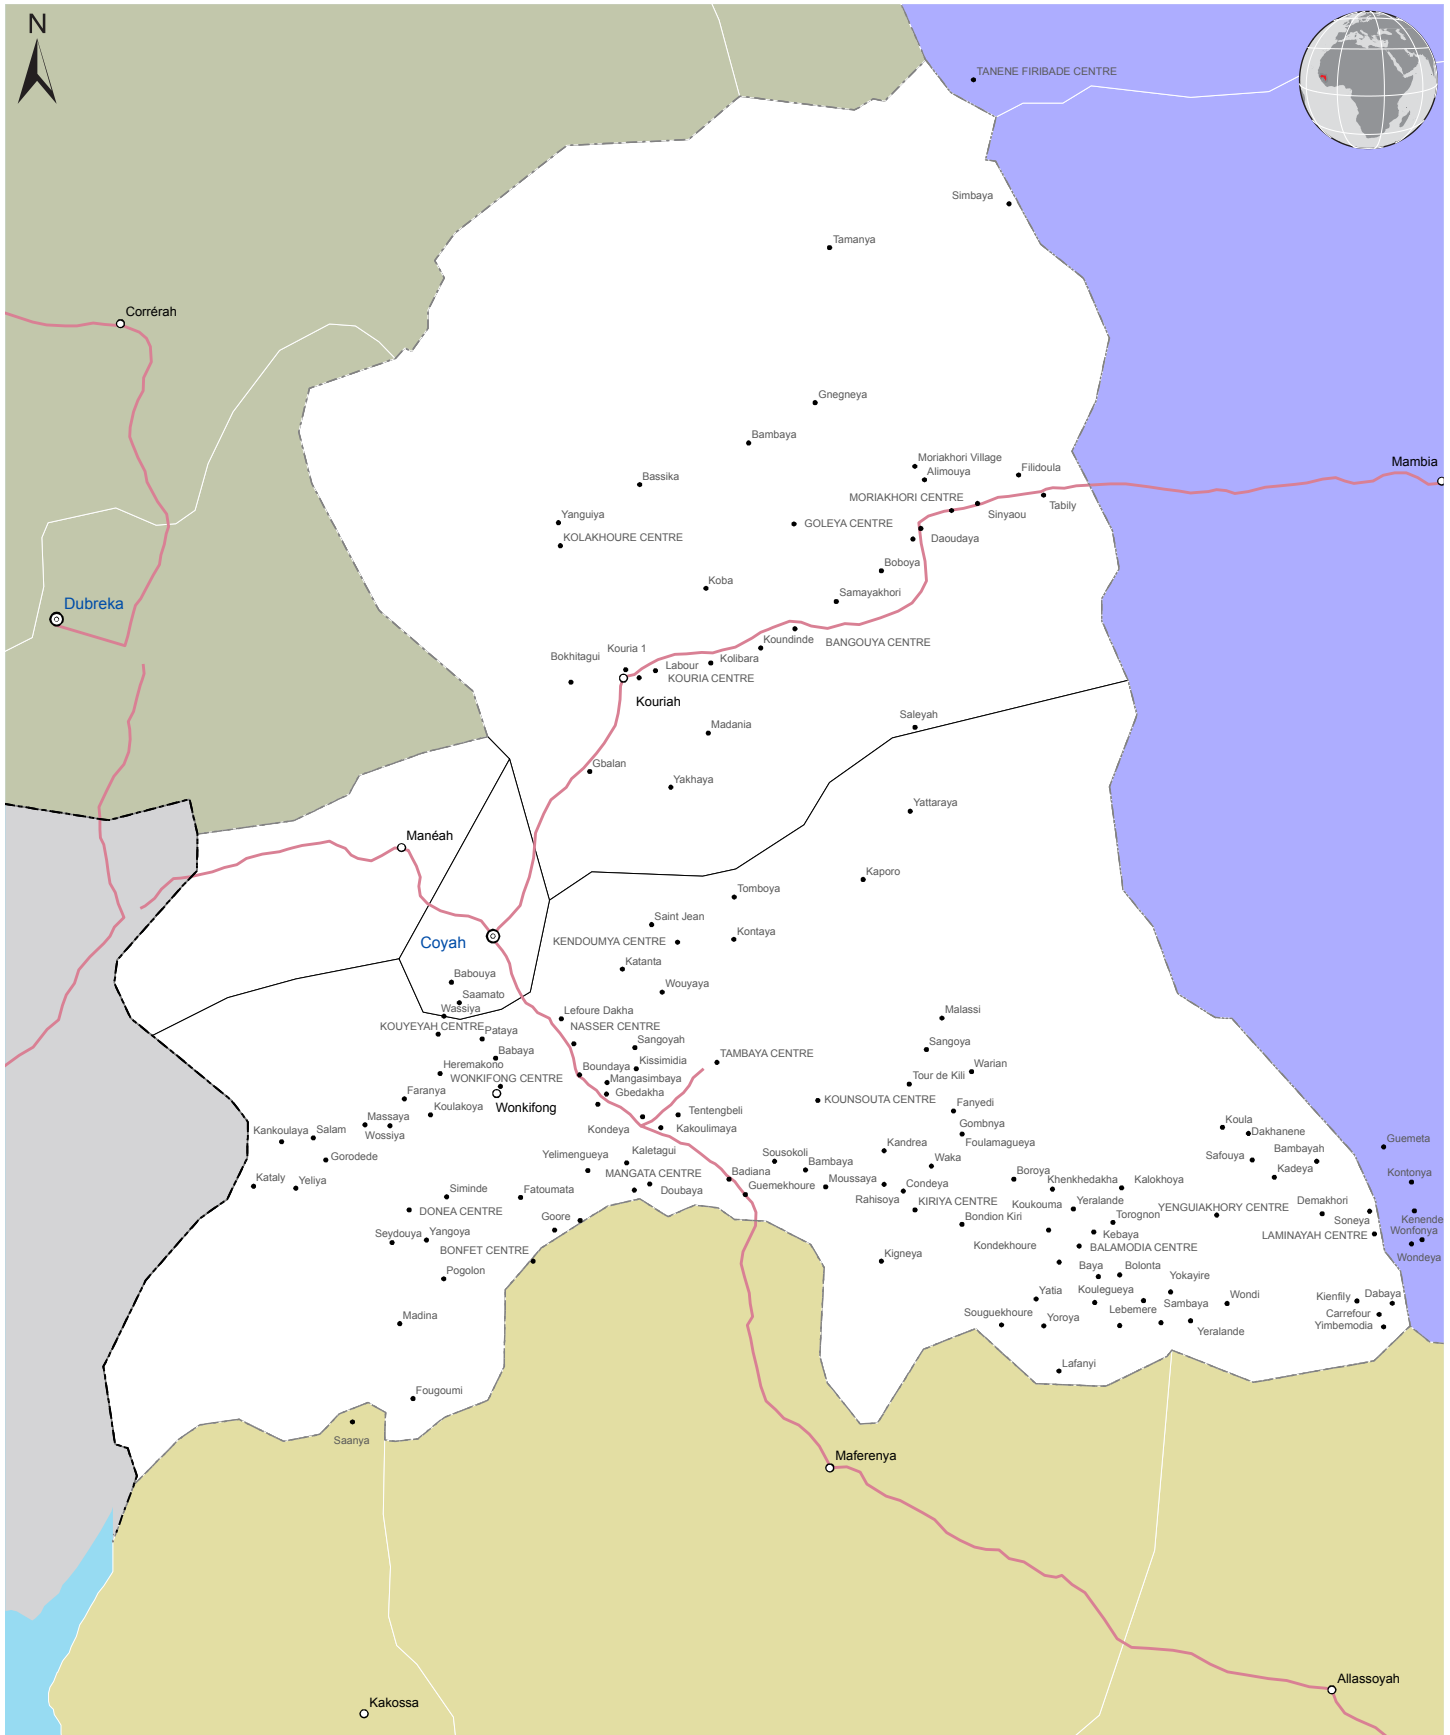 N
TANENE FIRIBADE CENTRE
Simbaya
Tamanya
Corrérah
Gnegneya
Bambaya
Mambia
Moriakhori Village
Alimouya
Filidoula
Bassika
MORIAKHORI CENTRE
Tabily
Sinyaou
Yanguiya
GOLEYA CENTRE
KOLAKHOURE CENTRE
Daoudaya
Boboya
Koba
Samayakhori
Dubreka
Koundinde
BANGOUYA CENTRE
Kouria 1
Bokhitagui
Labour
Kolibara
KOURIA CENTRE
Kouriah
Saleyah
Madania
Gbalan
Yakhaya
Yattaraya
Manéah
Kaporo
Tomboya
Saint Jean
Kontaya
Coyah
KENDOUMYA CENTRE
Katanta
Babouya
Wouyaya
Saamato
Wassiya
Lefoure Dakha
Malassi
KOUYEYAH CENTRE
NASSER CENTRE
Pataya
Sangoyah
Sangoya
Babaya
TAMBAYA CENTRE
Heremakono
Boundaya
Kissimidia
Warian
WONKIFONG CENTRE
Mangasimbaya
Tour de Kili
Faranya
Gbedakha
KOUNSOUTA CENTRE
Fanyedi
Wonkifong
Koulakoya
Massaya
Tentengbeli
Gombnya
Koula
Kondeya
Kakoulimaya
Wossiya
Kankoulaya
Salam
Foulamagueya
Dakhanene
Guemeta
Kandrea
Gorodede
Yelimengueya
Kaletagui
Sousokoli
Bambaya
Waka
Safouya
Bambayah
MANGATA CENTRE
Badiana
Boroya
Kadeya
Kontonya
Kataly
Yeliya
Guemekhoure
Moussaya
Condeya
Khenkhedakha
Kalokhoya
Siminde
Fatoumata
Doubaya
Rahisoya
KIRIYA CENTRE
Koukouma
Yeralande
YENGUIAKHORY CENTRE
Demakhori
DONEA CENTRE
Goore
Bondion Kiri
Torognon
Soneya
Kenende
Seydouya
Yangoya
Kebaya
LAMINAYAH CENTRE
Wonfonya
BONFET CENTRE
Kondekhoure
BALAMODIA CENTRE
Wondeya
Kigneya
Pogolon
Baya
Bolonta
Yokayire
Yatia
Koulegueya
Wondi
Kienfily
Dabaya
Madina
Souguekhoure
Yoroya
Lebemere
Sambaya
Carrefour
Yeralande
Yimbemodia
Lafanyi
Fougoumi
Saanya
Maferenya
Allassoyah
Kakossa